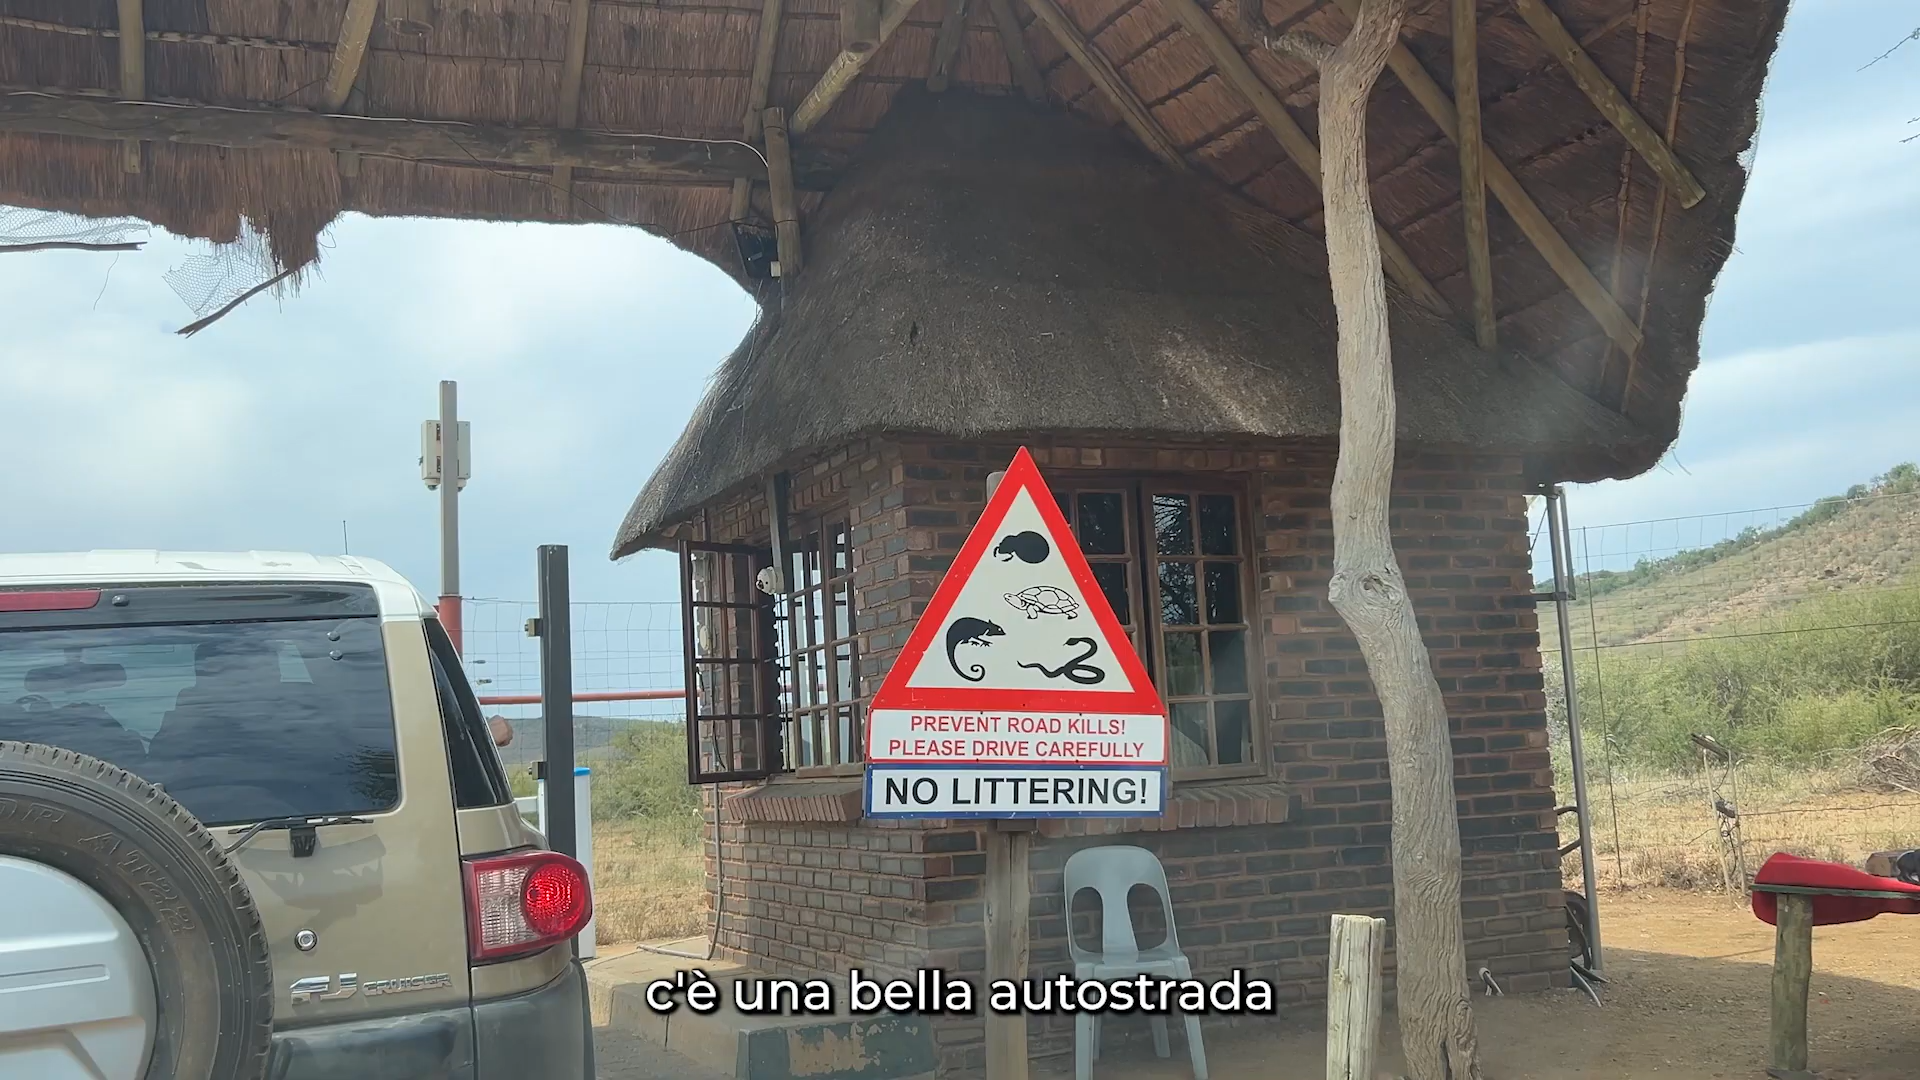 PREVENT ROAD KILLS!
PLEASE DRIVE CAREFULLY
NO LITTERING!
FJ CRUISER
c'è una bella autostrada